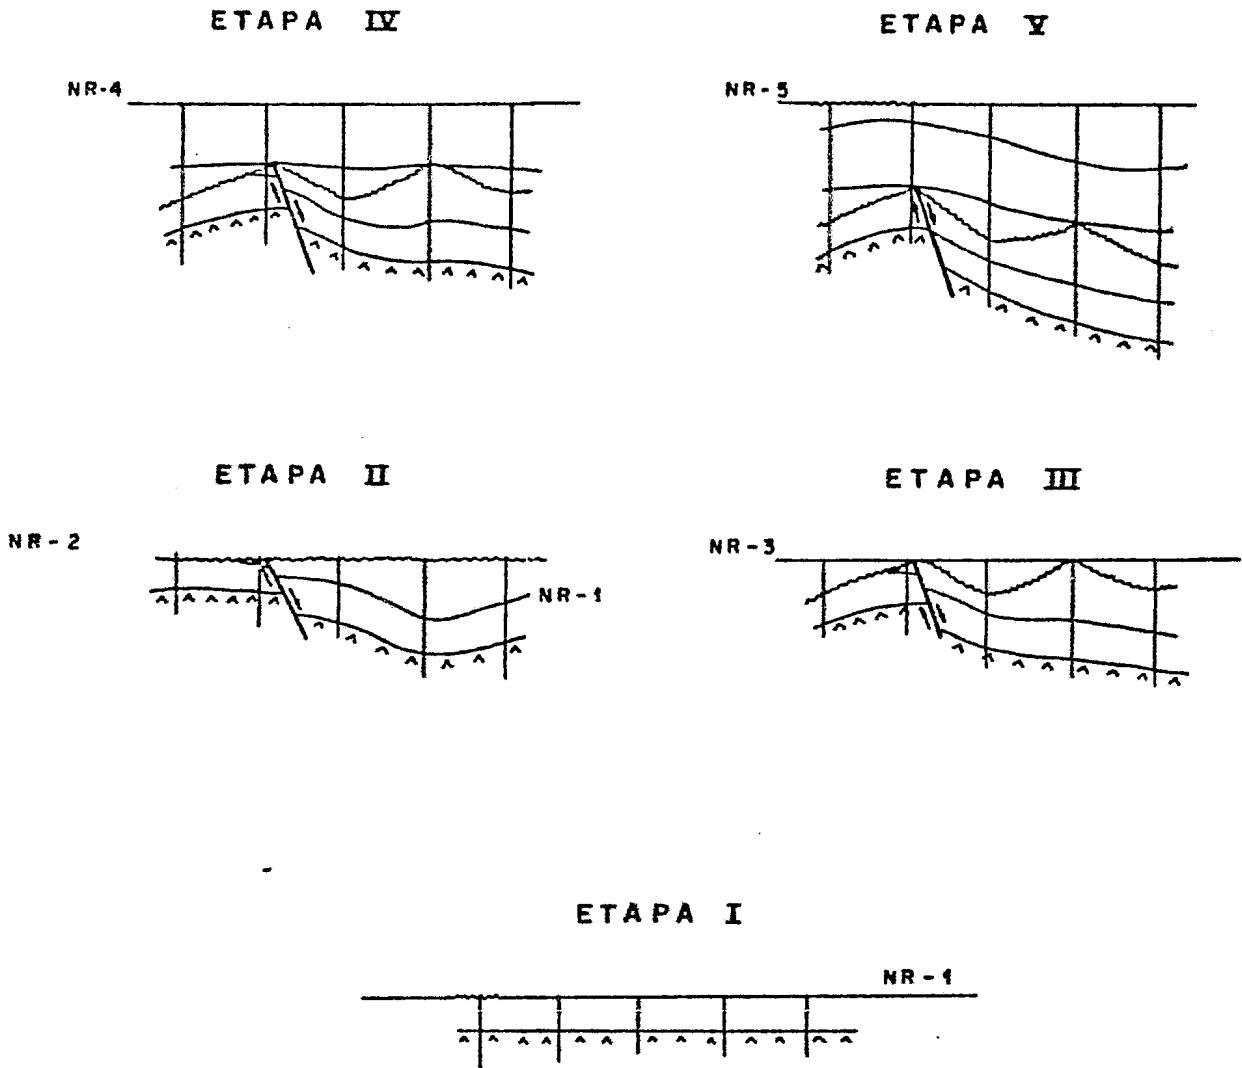 ETAPA IV
ETAPA V
NR-4
NR-5
ETAPA II
ETAPA III
NR-2
NR-1
NR-3
ETAPA I
NR-1